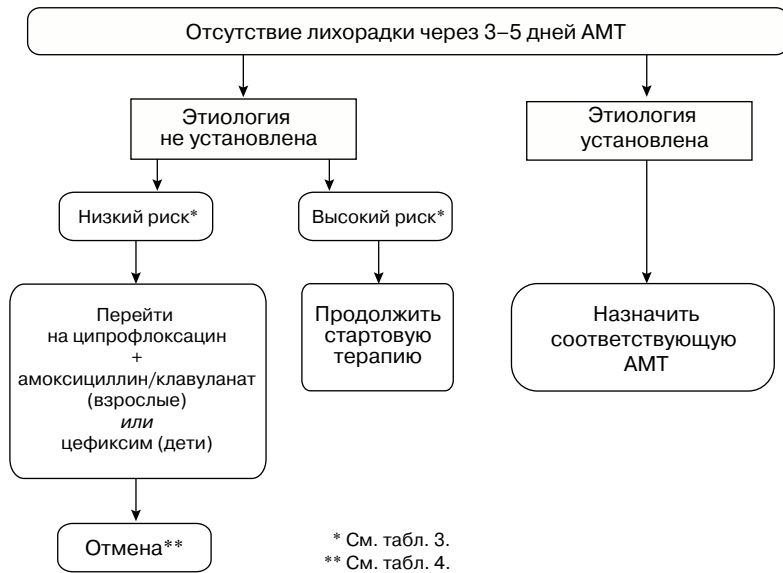 Отсутствие лихорадки через 3–5 дней АМТ
Этиология
не установлена
Этиология
установлена
Низкий риск*
Высокий риск*
Перейти
на ципрофлоксацин
+
амоксициллин/клавуланат
(взрослые)
или
цефиксим (дети)
Продолжить
стартовую
терапию
Назначить
соответствующую
АМТ
Отмена**
* См. табл. 3.
** См. табл. 4.